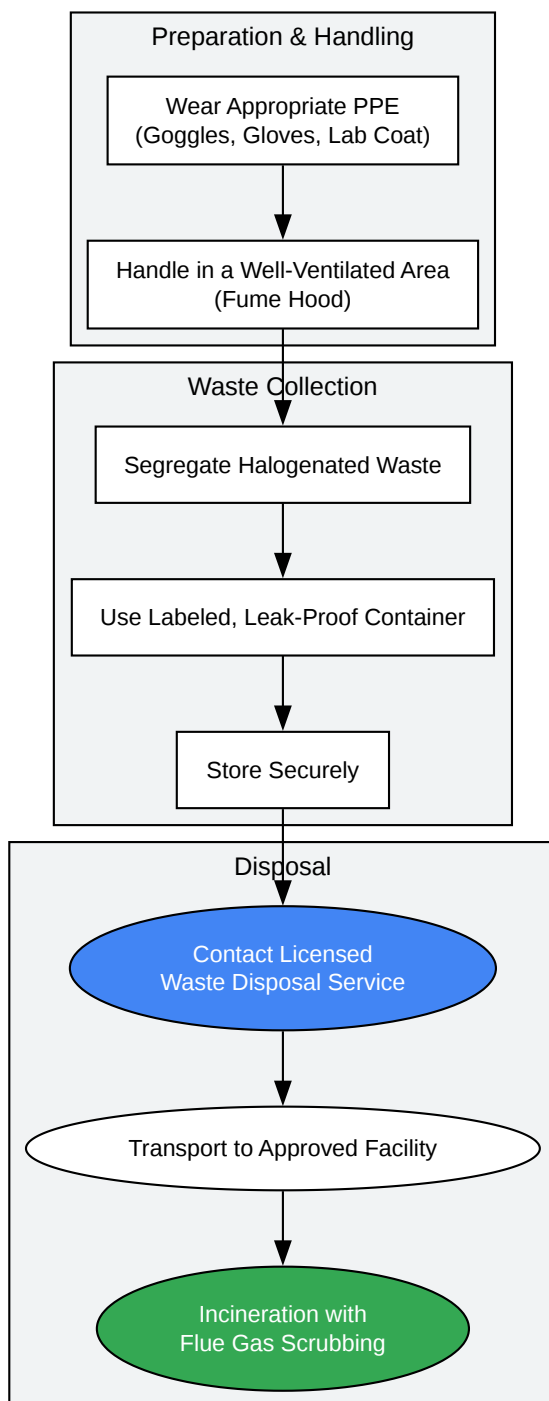 Preparation & Handling
Wear Appropriate PPE
(Goggles, Gloves, Lab Coat)
Handle in a Well-Ventilated Area
(Fume Hood)
Waste Collection
Segregate Halogenated Waste
Use Labeled, Leak-Proof Container
Store Securely
Disposal
Contact Licensed
Waste Disposal Service
Transport to Approved Facility
Incineration with
Flue Gas Scrubbing